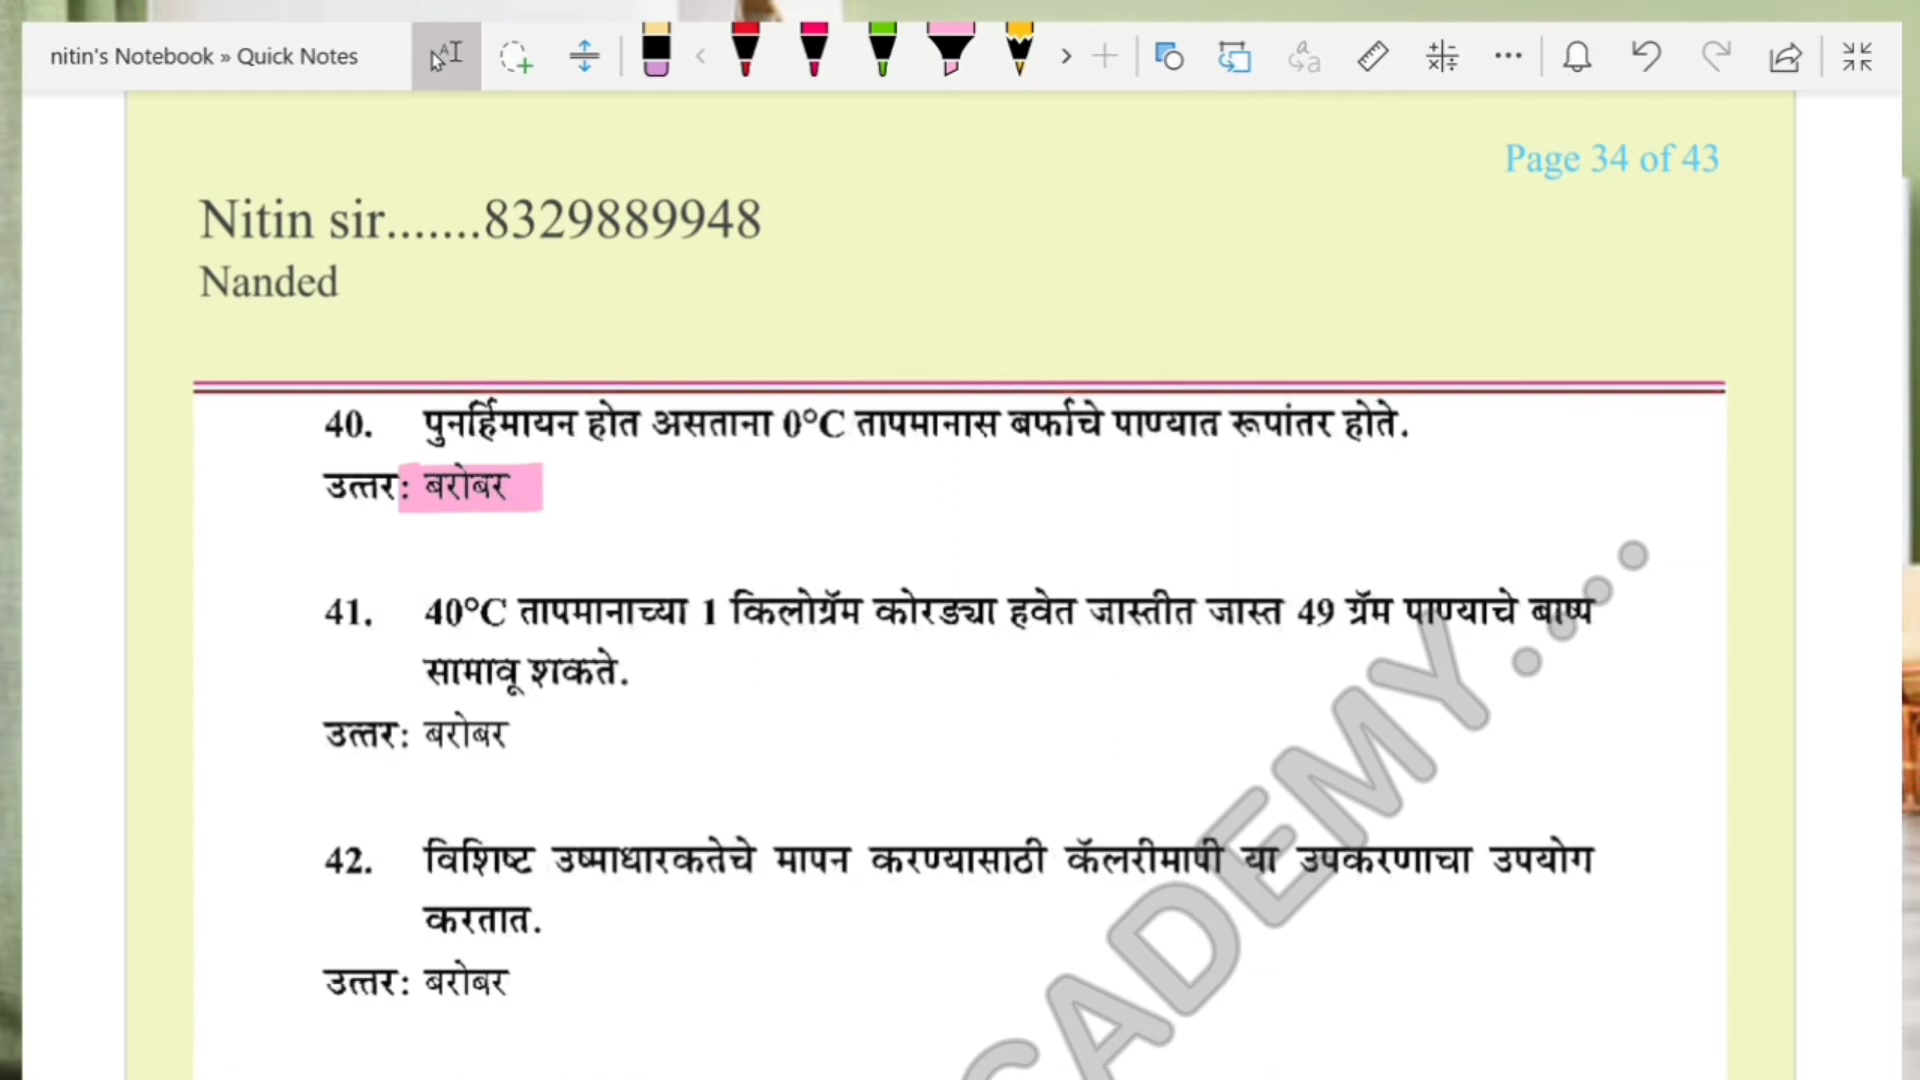 nitin's Notebook » Quick Notes
Page 34 of 43
Nitin sir.......8329889948
Nanded
40. पुनर्हिमायन होत असताना 0°C तापमानास बर्फाचे पाण्यात रूपांतर होते.
उत्तर: बरोबर
41. 40°C तापमानाच्या 1 किलोग्रॅम कोरड्या हवेत जास्तीत जास्त 49 ग्रॅम पाण्याचे बाष्प
सामावू शकते.
उत्तर: बरोबर
42. विशिष्ट उष्माधारकतेचे मापन करण्यासाठी कॅलरीमापी या उपकरणाचा उपयोग
करतात.
उत्तर: बरोबर
CADEMY....